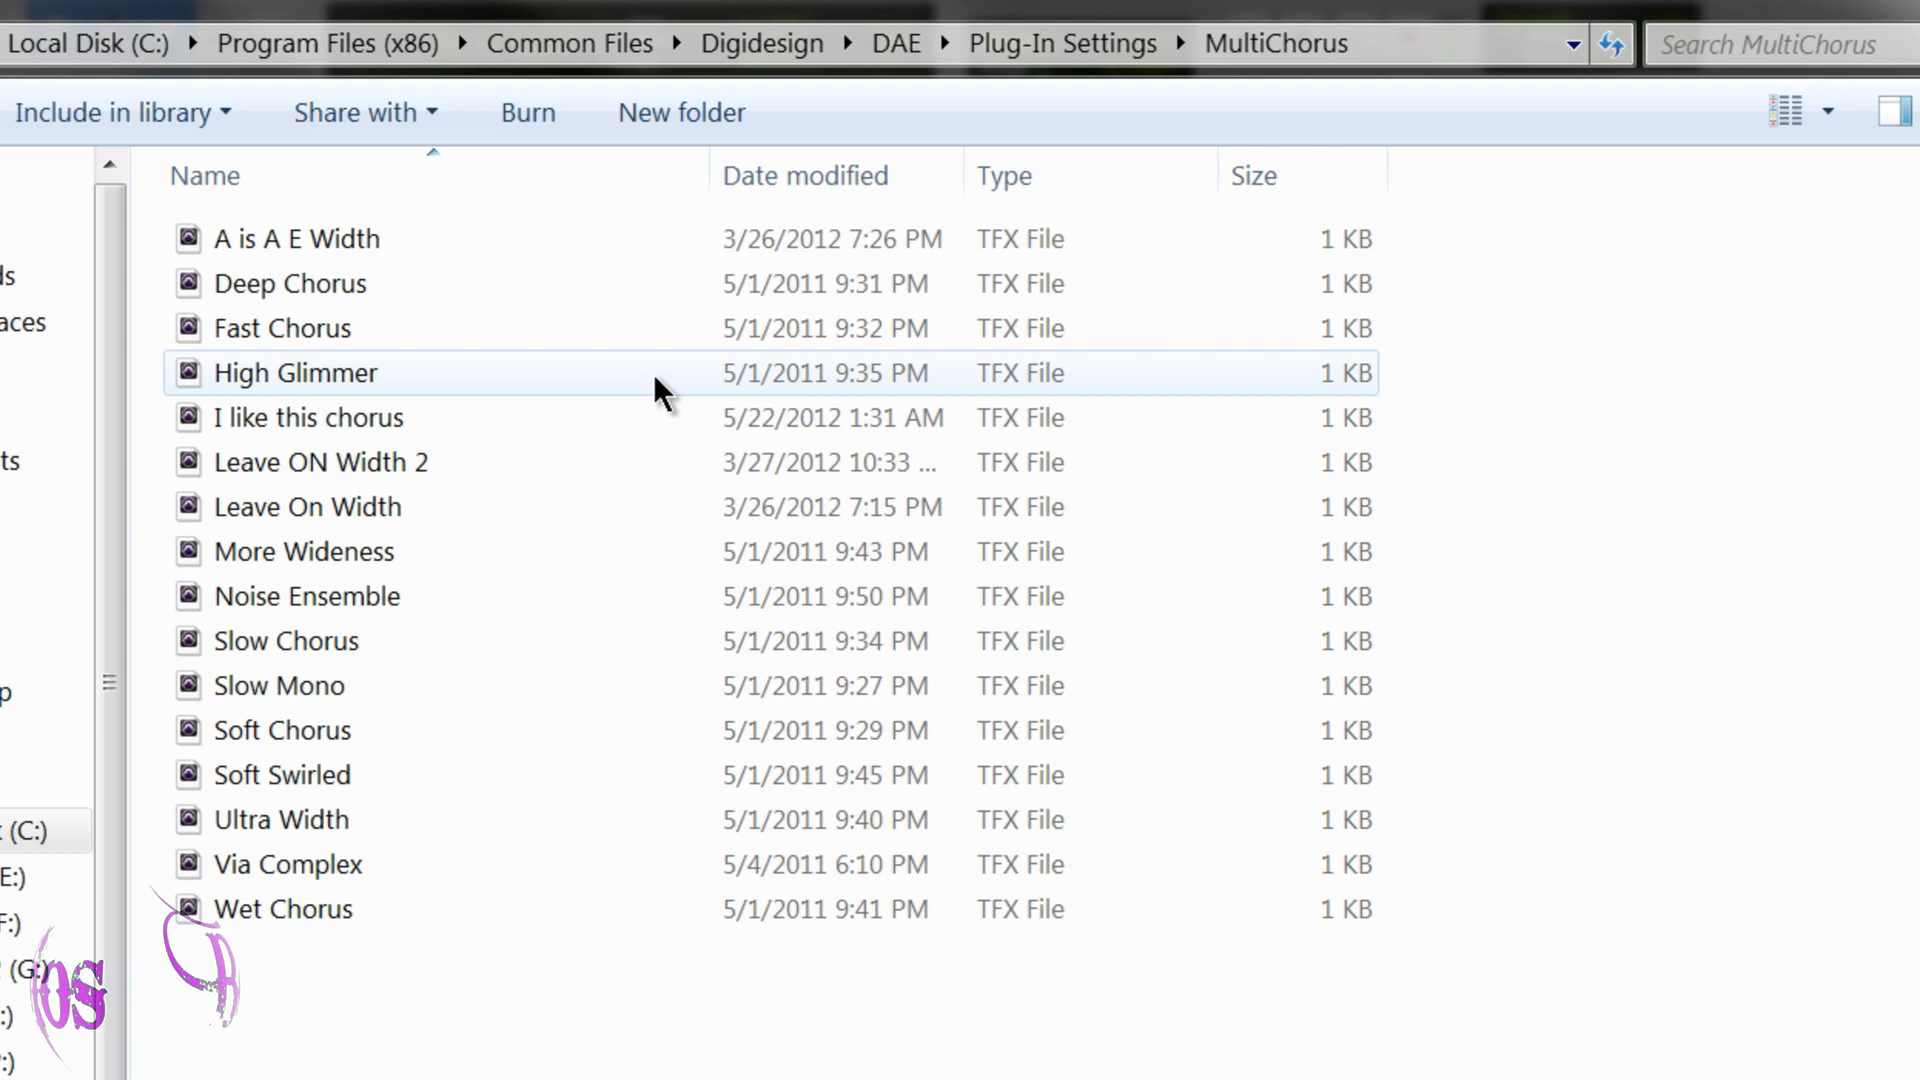 Local Disk (C:) Program Files (x86) Common Files Digidesign DAE Plug-In Settings MultiChorus Search MultiChorus
Include in library Share with Burn New folder
Name Date modified Type Size
A is A E Width 3/26/2012 7:26 PM TFX File 1 KB
Deep Chorus 5/1/2011 9:31 PM TFX File 1 KB
ds
Fast Chorus 5/1/2011 9:32 PM TFX File 1 KB
aces
High Glimmer 5/1/2011 9:35 PM TFX File 1 KB
I like this chorus 5/22/2012 1:31 AM TFX File 1 KB
Leave ON Width 2 3/27/2012 10:33 ... TFX File 1 KB
ts
Leave On Width 3/26/2012 7:15 PM TFX File 1 KB
More Wideness 5/1/2011 9:43 PM TFX File 1 KB
Noise Ensemble 5/1/2011 9:50 PM TFX File 1 KB
Slow Chorus 5/1/2011 9:34 PM TFX File 1 KB
Slow Mono 5/1/2011 9:27 PM TFX File 1 KB
p
Soft Chorus 5/1/2011 9:29 PM TFX File 1 KB
Soft Swirled 5/1/2011 9:45 PM TFX File 1 KB
Ultra Width 5/1/2011 9:40 PM TFX File 1 KB
(C:)
Via Complex 5/4/2011 6:10 PM TFX File 1 KB
E:)
Wet Chorus 5/1/2011 9:41 PM TFX File 1 KB
F:)
(G:)
OS
:)
:)